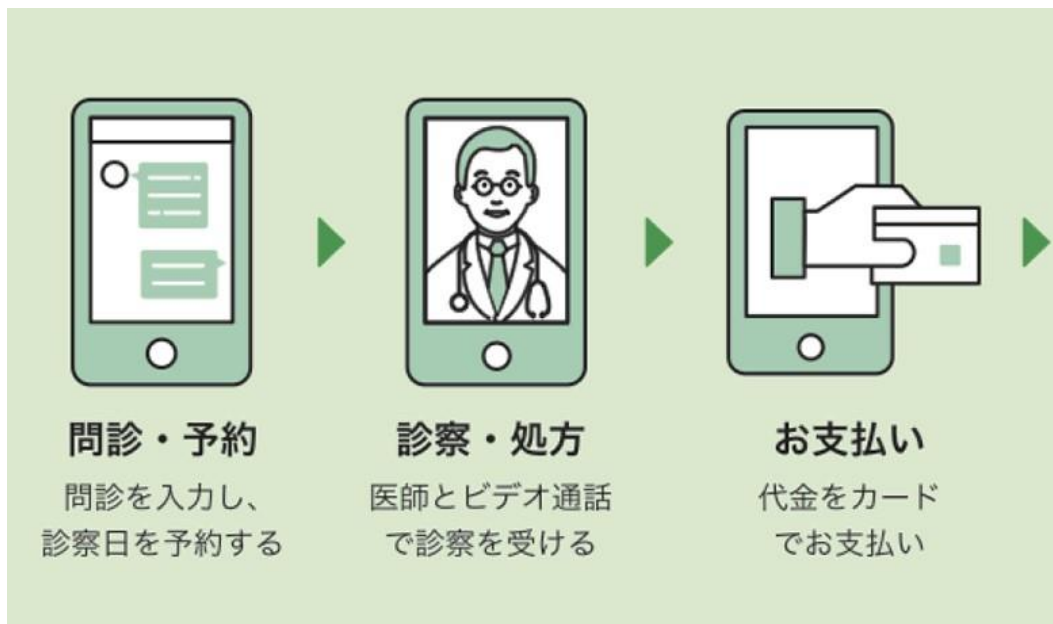 問診・予約
問診を入力し、
診察日を予約する
診察・処方
医師とビデオ通話
で診察を受ける
お支払い
代金をカード
でお支払い